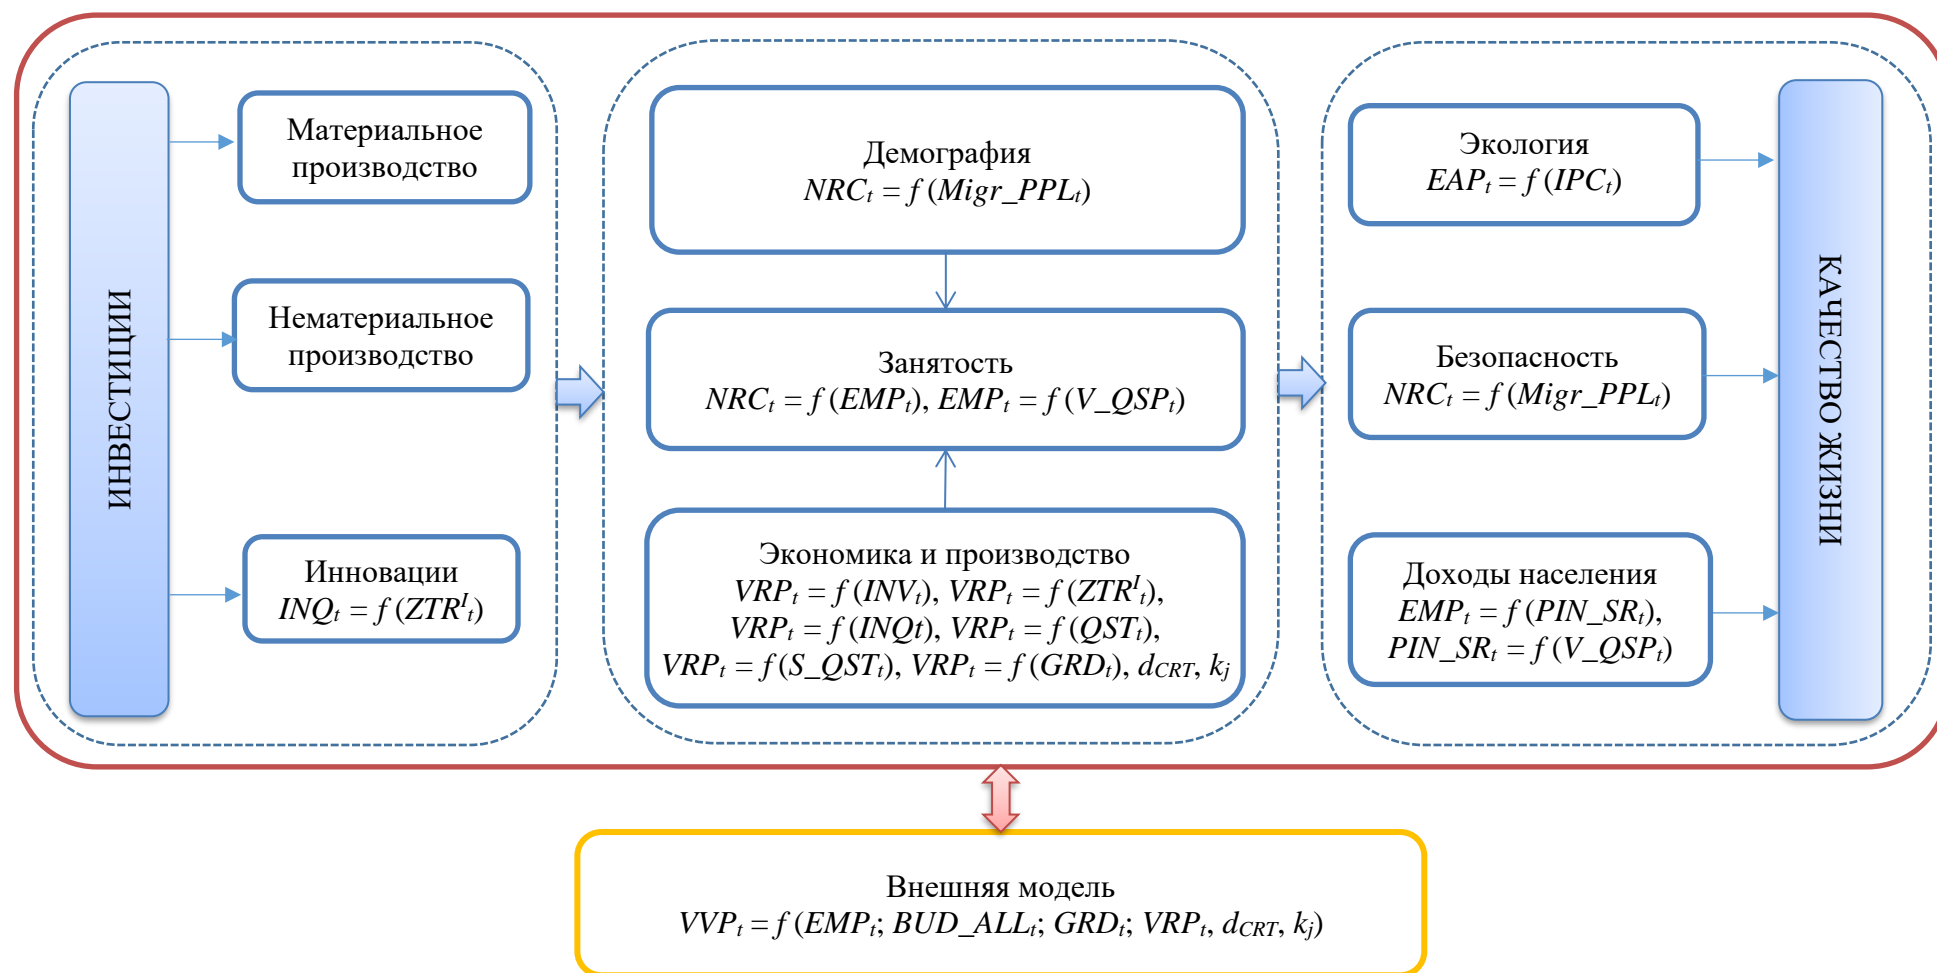 ИНВЕСТИЦИИ
Материальное
производство
Нематериальное
производство
Инновации
INQₜ = f (ZTRᴵₜ)
Демография
NRCₜ = f (Migr_PPLₜ)
Занятость
NRCₜ = f (EMPₜ), EMPₜ = f (V_QSPₜ)
Экономика и производство
VRPₜ = f (INVₜ), VRPₜ = f (ZTRᴵₜ),
VRPₜ = f (INQt), VRPₜ = f (QSTₜ),
VRPₜ = f (S_QSTₜ), VRPₜ = f (GRDₜ), d_CRT, kⱼ
Экология
EAPₜ = f (IPCₜ)
Безопасность
NRCₜ = f (Migr_PPLₜ)
Доходы населения
EMPₜ = f (PIN_SRₜ),
PIN_SRₜ = f (V_QSPₜ)
КАЧЕСТВО ЖИЗНИ
Внешняя модель
VVPₜ = f (EMPₜ; BUD_ALLₜ; GRDₜ; VRPₜ, d_CRT, kⱼ)